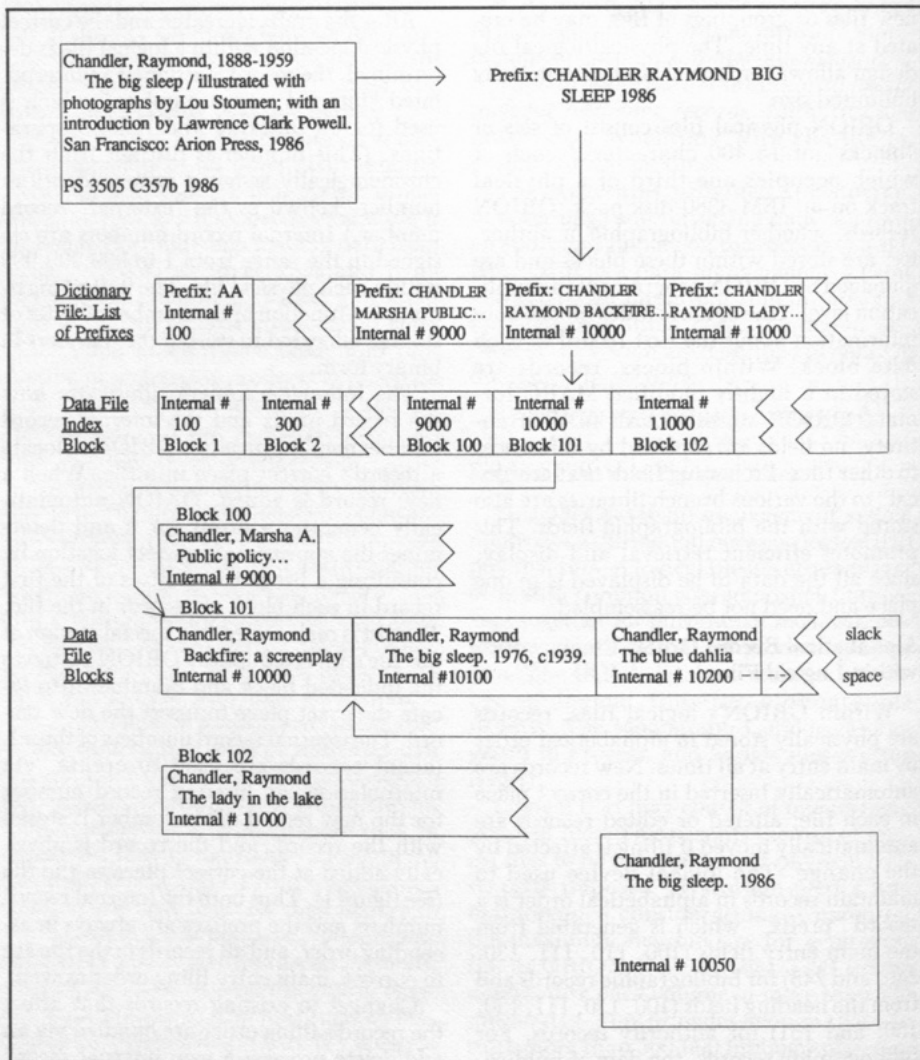 Chandler, Raymond, 1888-1959
The big sleep / illustrated with
photographs by Lou Stoumen; with an
introduction by Lawrence Clark Powell.
San Francisco: Arion Press, 1986
PS 3505 C357b 1986
Prefix: CHANDLER RAYMOND BIG
SLEEP 1986
Dictionary
File: List
of Prefixes
Prefix: AA
Internal #
100
Prefix: CHANDLER
MARSHA PUBLIC...
Internal # 9000
Prefix: CHANDLER
RAYMOND BACKFIRE...
Internal # 10000
Prefix: CHANDLER
RAYMOND LADY...
Internal # 11000
Data File
Index
Block
Internal #
100
Block 1
Internal #
300
Block 2
Internal #
9000
Block 100
Internal #
10000
Block 101
Internal #
11000
Block 102
Block 100
Chandler, Marsha A.
Public policy...
Internal # 9000
Block 101
Data
File
Blocks
Chandler, Raymond
Backfire: a screenplay
Internal # 10000
Chandler, Raymond
The big sleep. 1976, c1939.
Internal #10100
Chandler, Raymond
The blue dahlia
Internal # 10200
slack
space
Block 102
Chandler, Raymond
The lady in the lake
Internal # 11000
Chandler, Raymond
The big sleep. 1986
Internal # 10050